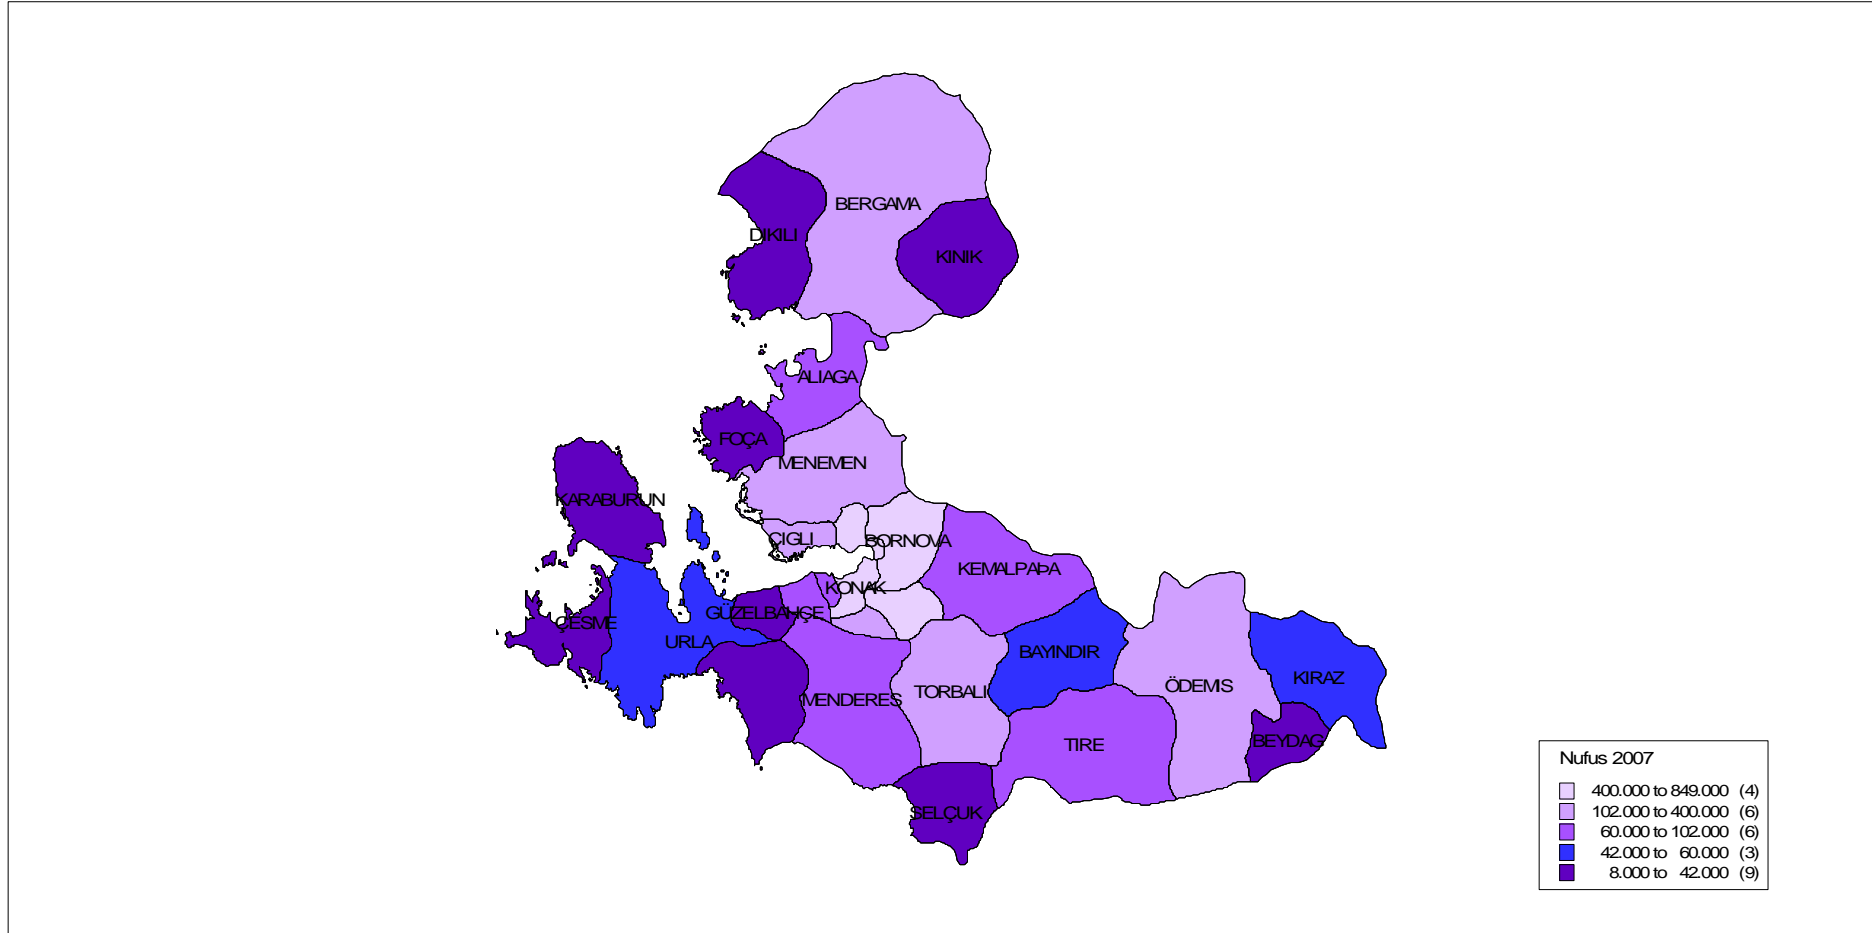 BERGAMA
DIKILI
KINIK
ALIAGA
FOÇA
MENEMEN
KARABURUN
ÇIGLI
BORNOVA
KEMALPAÞA
KONAK
GÜZELBAHÇE
ÇESME
URLA
BAYINDIR
KIRAZ
ÖDEMIS
MENDERES
TORBALI
TIRE
BEYDAG
SELÇUK
Nufus 2007
400.000 to 849.000 (4)
102.000 to 400.000 (6)
60.000 to 102.000 (6)
42.000 to 60.000 (3)
8.000 to 42.000 (9)